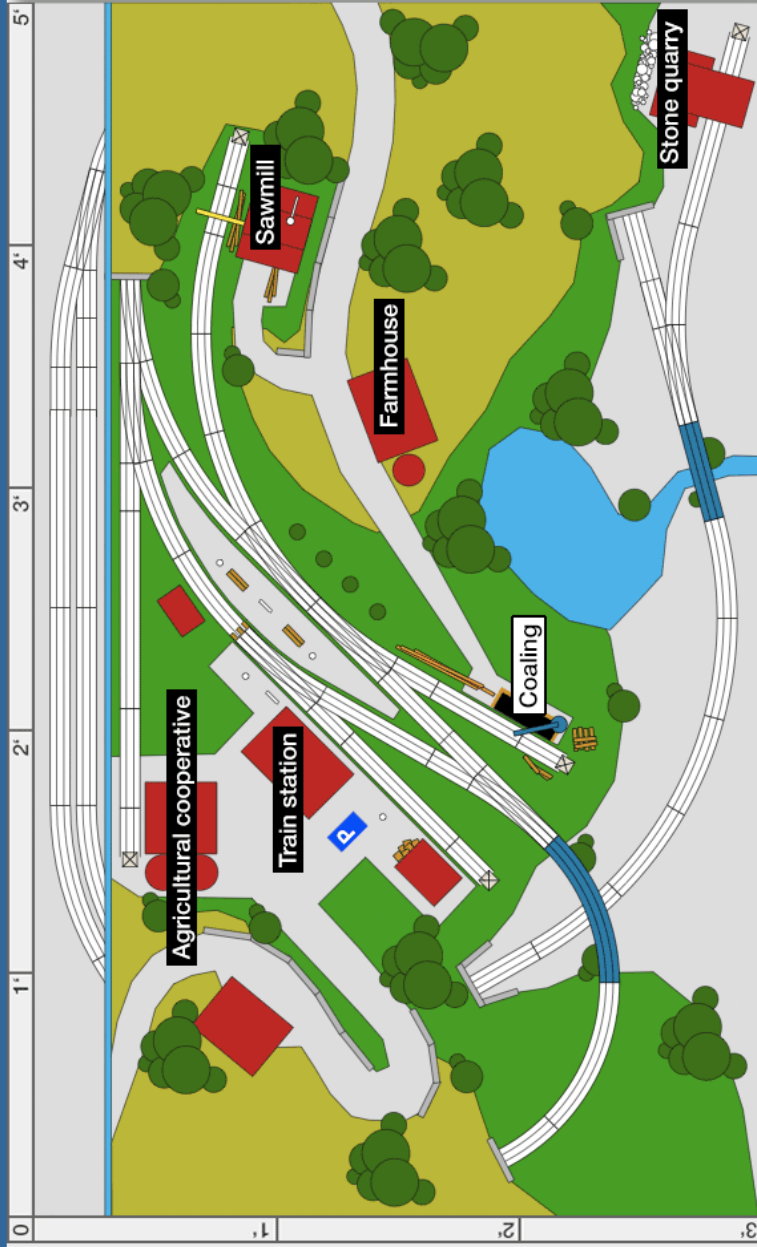 0
1'
2'
3'
4'
5'
Agricultural cooperative
1'
Sawmill
Train station
P
Farmhouse
2'
Coaling
Stone quarry
3'